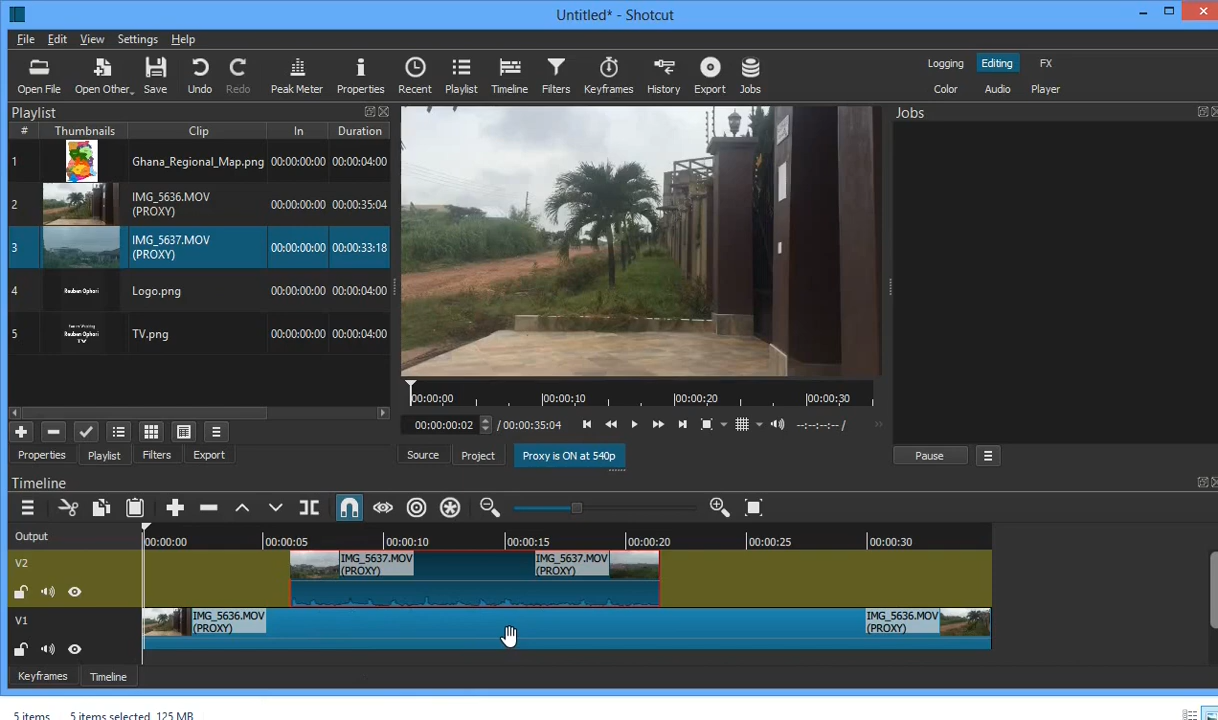 Untitled* - Shotcut
File Edit View Settings Help
Open File Open Other... Save Undo Redo Peak Meter Properties Recent Playlist Timeline Filters Keyframes History Export Jobs
Logging Editing FX
Color Audio Player
Playlist
Jobs
# Thumbnails Clip In Duration
1 Ghana_Regional_Map.png 00:00:00:00 00:00:04:00
2 IMG_5636.MOV (PROXY) 00:00:00:00 00:00:35:04
3 IMG_5637.MOV (PROXY) 00:00:00:00 00:00:33:18
4 Reuben Ophori Logo.png 00:00:00:00 00:00:04:00
5 Reuben Ophori TV TV.png 00:00:00:00 00:00:04:00
00:00:00 00:00:10 00:00:20 00:00:30
00:00:00:02 / 00:00:35:04 --:--:--:-- /
Properties Playlist Filters Export
Source Project Proxy is ON at 540p
Pause
Timeline
Output 00:00:00 00:00:05 00:00:10 00:00:15 00:00:20 00:00:25 00:00:30
V2 IMG_5637.MOV (PROXY) IMG_5637.MOV (PROXY)
V1 IMG_5636.MOV (PROXY) IMG_5636.MOV (PROXY)
Keyframes Timeline
5 items 5 items selected 125 MB